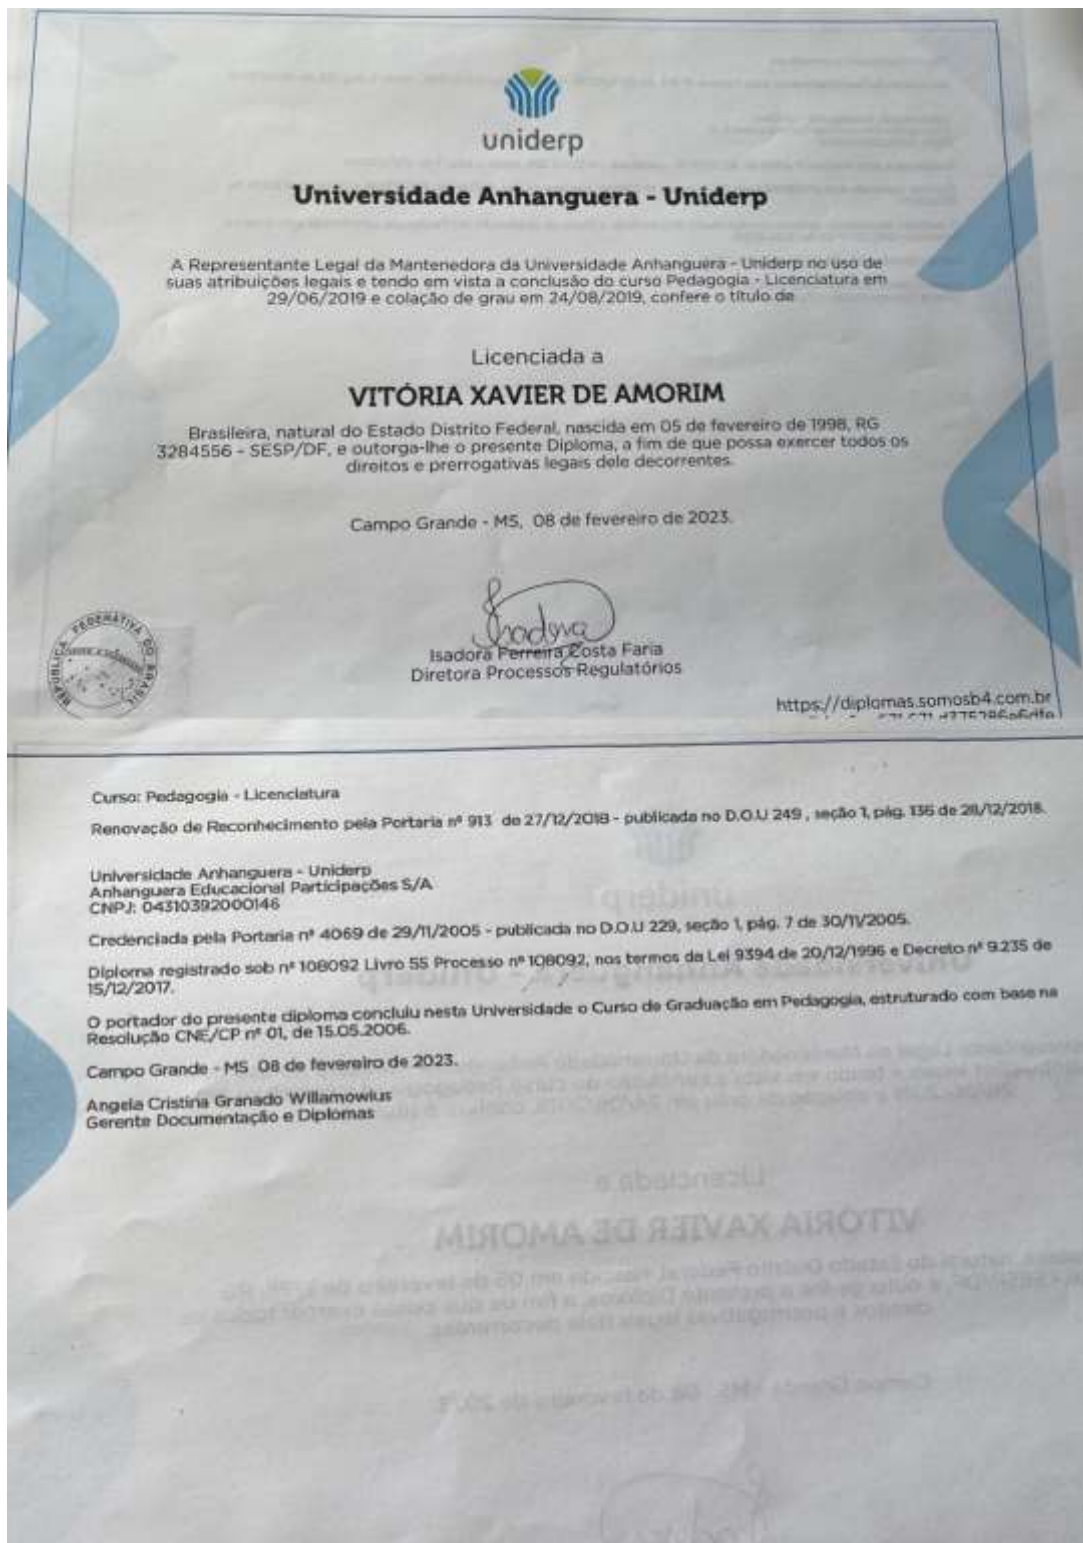 uniderp
Universidade Anhanguera - Uniderp
A Representante Legal da Mantenedora da Universidade Anhanguera - Uniderp no uso de
suas atribuições legais e tendo em vista a conclusão do curso Pedagogia - Licenciatura em
29/06/2019 e colação de grau em 24/08/2019, confere o título de
Licenciada a
VITÓRIA XAVIER DE AMORIM
Brasileira, natural do Estado Distrito Federal, nascida em 05 de fevereiro de 1998, RG
3284556 - SESP/DF, e outorga-lhe o presente Diploma, a fim de que possa exercer todos os
direitos e prerrogativas legais dele decorrentes.
Campo Grande - MS, 08 de fevereiro de 2023.
Isadora
Isadora Ferreira Costa Faria
Diretora Processos Regulatórios
REPÚBLICA FEDERATIVA DO BRASIL
https://diplomas.somosb4.com.br
Curso: Pedagogia - Licenciatura
Renovação de Reconhecimento pela Portaria nº 913 de 27/12/2018 - publicada no D.O.U 249 , seção 1, pág. 136 de 28/12/2018.
Universidade Anhanguera - Uniderp
Anhanguera Educacional Participações S/A
CNPJ: 04310392000146
Credenciada pela Portaria nº 4069 de 29/11/2005 - publicada no D.O.U 229, seção 1, pág. 7 de 30/11/2005.
Diploma registrado sob nº 108092 Livro 55 Processo nº 108092, nos termos da Lei 9394 de 20/12/1996 e Decreto nº 9.235 de
15/12/2017.
O portador do presente diploma concluiu nesta Universidade o Curso de Graduação em Pedagogia, estruturado com base na
Resolução CNE/CP nº 01, de 15.05.2006.
Campo Grande - MS 08 de fevereiro de 2023.
Angela Cristina Granado Willamowius
Gerente Documentação e Diplomas